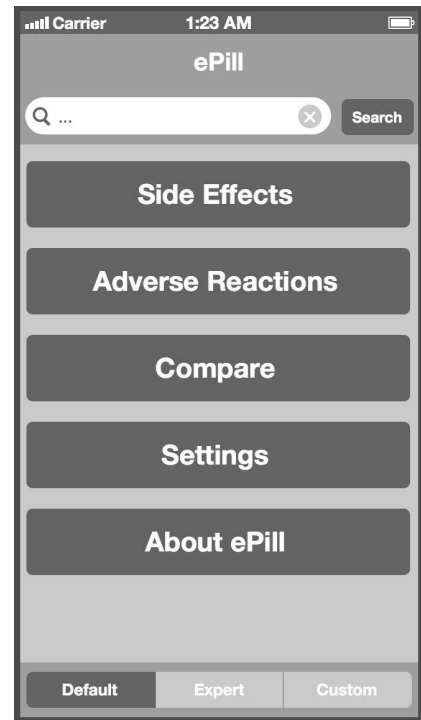 Carrier 1:23 AM
ePill
... Search
Side Effects
Adverse Reactions
Compare
Settings
About ePill
Default Expert Custom